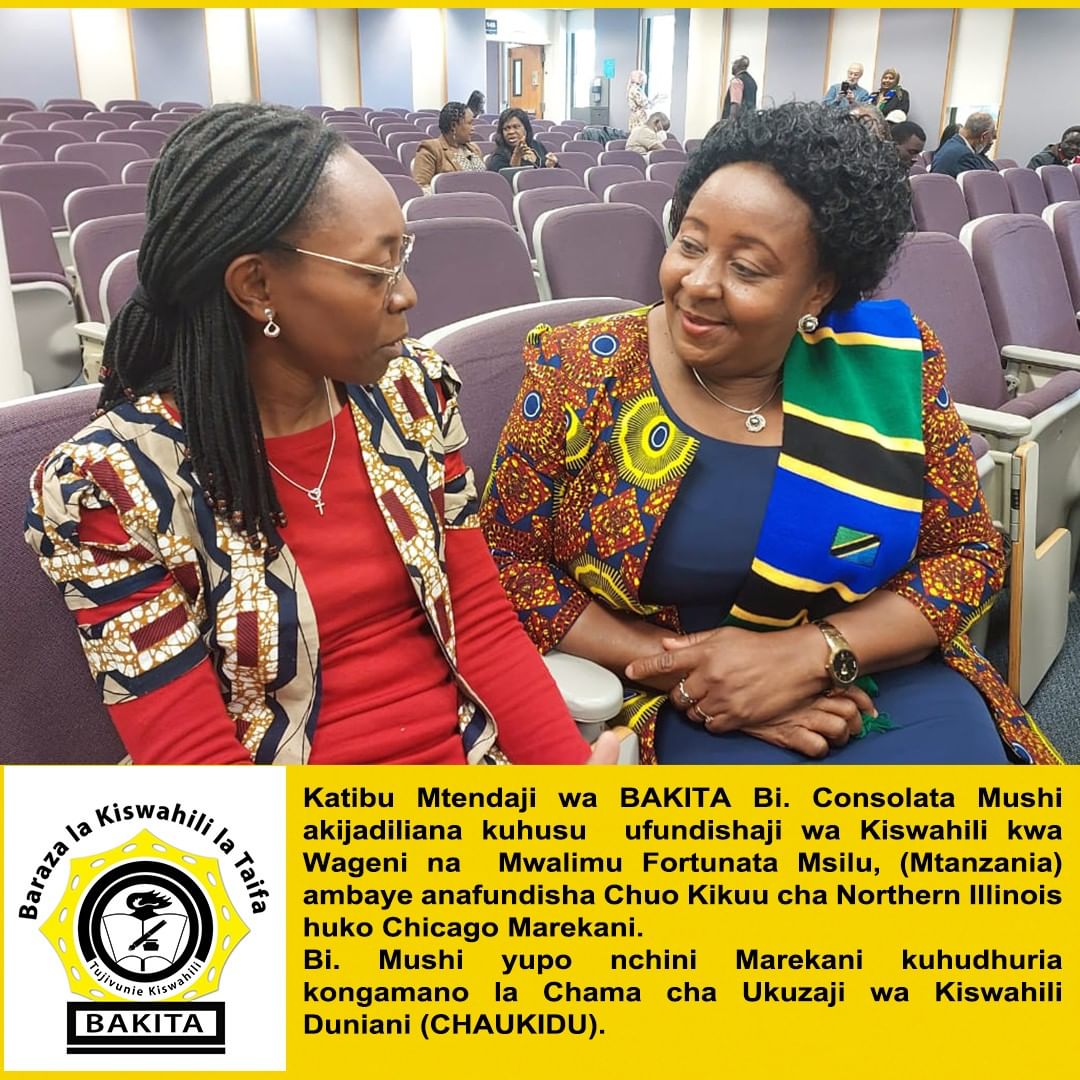 Baraza la Kiswahili la Taifa
Tujivunie Kiswahili
BAKITA
Katibu Mtendaji wa BAKITA Bi. Consolata Mushi
akijadiliana kuhusu ufundishaji wa Kiswahili kwa
Wageni na Mwalimu Fortunata Msilu, (Mtanzania)
ambaye anafundisha Chuo Kikuu cha Northern Illinois
huko Chicago Marekani.
Bi. Mushi yupo nchini Marekani kuhudhuria
kongamano la Chama cha Ukuzaji wa Kiswahili
Duniani (CHAUKIDU).